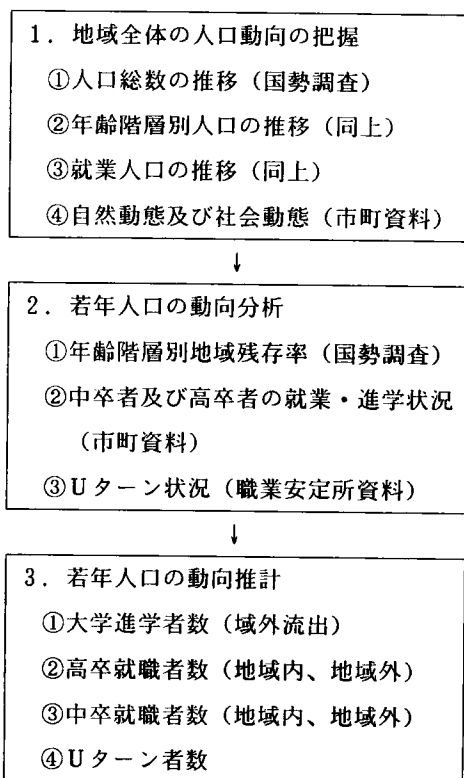 1．地域全体の人口動向の把握
①人口総数の推移（国勢調査）
②年齢階層別人口の推移（同上）
③就業人口の推移（同上）
④自然動態及び社会動態（市町資料）
↓
2．若年人口の動向分析
①年齢階層別地域残存率（国勢調査）
②中卒者及び高卒者の就業・進学状況
（市町資料）
③Uターン状況（職業安定所資料）
↓
3．若年人口の動向推計
①大学進学者数（域外流出）
②高卒就職者数（地域内、地域外）
③中卒就職者数（地域内、地域外）
④Uターン者数